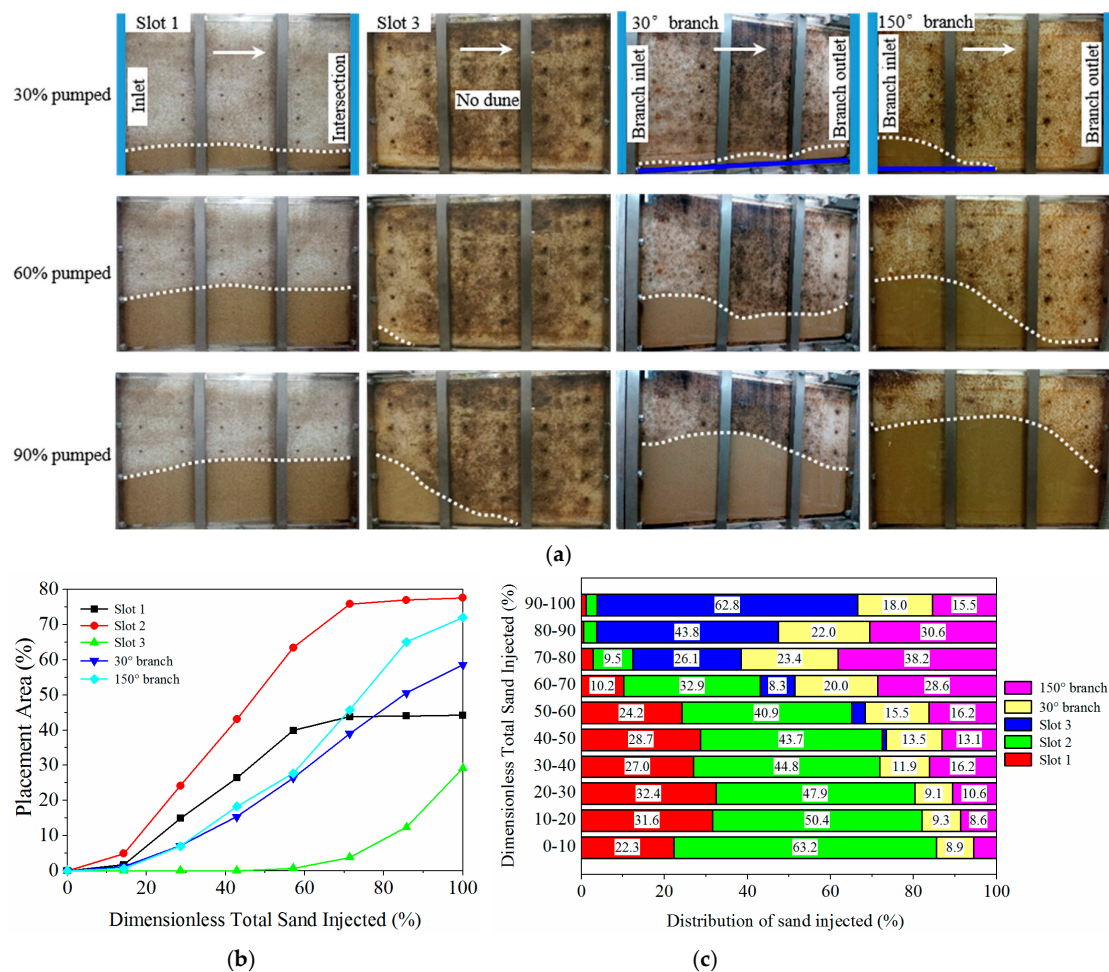 Slot 1
Slot 3
30° branch
150° branch
30% pumped
Inlet
Intersection
No dune
Branch inlet
Branch outlet
Branch inlet
Branch outlet
60% pumped
90% pumped
(a)
80
70
60
50
40
30
20
10
0
Placement Area (%)
Slot 1
Slot 2
Slot 3
30° branch
150° branch
0 20 40 60 80 100
Dimensionless Total Sand Injected (%)
(b)
Dimensionless Total Sand Injected (%)
90-100 62.8 18.0 15.5
80-90 43.8 22.0 30.6
70-80 9.5 26.1 23.4 38.2
60-70 10.2 32.9 8.3 20.0 28.6
50-60 24.2 40.9 15.5 16.2
40-50 28.7 43.7 13.5 13.1
30-40 27.0 44.8 11.9 16.2
20-30 32.4 47.9 9.1 10.6
10-20 31.6 50.4 9.3 8.6
0-10 22.3 63.2 8.9
0 20 40 60 80 100
Distribution of sand injected (%)
150° branch
30° branch
Slot 3
Slot 2
Slot 1
(c)